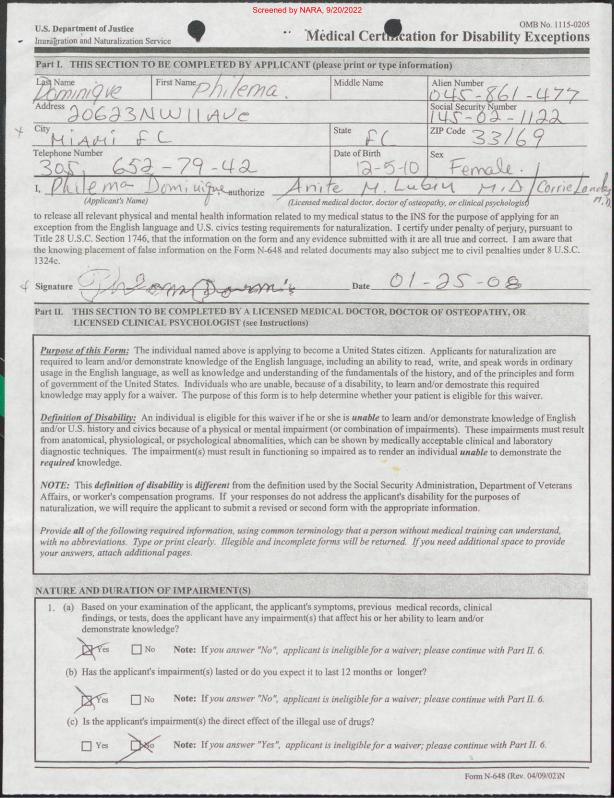 Screened by NARA, 9/20/2022
U.S. Department of Justice
Immigration and Naturalization Service
OMB No. 1115-0205
Medical Certification for Disability Exceptions
Part I. THIS SECTION TO BE COMPLETED BY APPLICANT (please print or type information)
Last Name Dominique First Name Philema. Middle Name Alien Number 045-861-477
Address 20623 NW 11 AVe Social Security Number 145-02-1122
City MiAMi FL State FL ZIP Code 33169
Telephone Number 305 652-79-42 Date of Birth 12-5-10 Sex Female.
I, Philema Dominique authorize Anite M. Lubin M.D / Corrie M.D
(Applicant's Name) (Licensed medical doctor, doctor of osteopathy, or clinical psychologist)
to release all relevant physical and mental health information related to my medical status to the INS for the purpose of applying for an
exception from the English language and U.S. civics testing requirements for naturalization. I certify under penalty of perjury, pursuant to
Title 28 U.S.C. Section 1746, that the information on the form and any evidence submitted with it are all true and correct. I am aware that
the knowing placement of false information on the Form N-648 and related documents may also subject me to civil penalties under 8 U.S.C.
1324c.
Signature Date 01-25-08
Part II. THIS SECTION TO BE COMPLETED BY A LICENSED MEDICAL DOCTOR, DOCTOR OF OSTEOPATHY, OR
LICENSED CLINICAL PSYCHOLOGIST (see Instructions)
Purpose of this Form: The individual named above is applying to become a United States citizen. Applicants for naturalization are
required to learn and/or demonstrate knowledge of the English language, including an ability to read, write, and speak words in ordinary
usage in the English language, as well as knowledge and understanding of the fundamentals of the history, and of the principles and form
of government of the United States. Individuals who are unable, because of a disability, to learn and/or demostrate this required
knowledge may apply for a waiver. The purpose of this form is to help determine whether your patient is eligible for this waiver.
Definition of Disability: An individual is eligible for this waiver if he or she is unable to learn and/or demonstrate knowledge of English
and/or U.S. history and civics because of a physical or mental impairment (or combination of impairments). These impairments must result
from anatomical, physiological, or psychological abnomalities, which can be shown by medically acceptable clinical and laboratory
diagnostic techniques. The impairment(s) must result in functioning so impaired as to render an individual unable to demonstrate the
required knowledge.
NOTE: This definition of disability is different from the definition used by the Social Security Administration, Department of Veterans
Affairs, or worker's compensation programs. If your responses do not address the applicant's disability for the purposes of
naturalization, we will require the applicant to submit a revised or second form with the appropriate information.
Provide all of the following required information, using common terminology that a person without medical training can understand,
with no abbreviations. Type or print clearly. Illegible and incomplete forms will be returned. If you need additional space to provide
your answers, attach additional pages.
NATURE AND DURATION OF IMPAIRMENT(S)
1. (a) Based on your examination of the applicant, the applicant's symptoms, previous medical records, clinical
findings, or tests, does the applicant have any impairment(s) that affect his or her ability to learn and/or
demonstrate knowledge?
Yes No Note: If you answer "No", applicant is ineligible for a waiver; please continue with Part II. 6.
(b) Has the applicant's impairment(s) lasted or do you expect it to last 12 months or longer?
Yes No Note: If you answer "No", applicant is ineligible for a waiver; please continue with Part II. 6.
(c) Is the applicant's impairment(s) the direct effect of the illegal use of drugs?
Yes No Note: If you answer "Yes", applicant is ineligible for a waiver; please continue with Part II. 6.
Form N-648 (Rev. 04/09/02)N